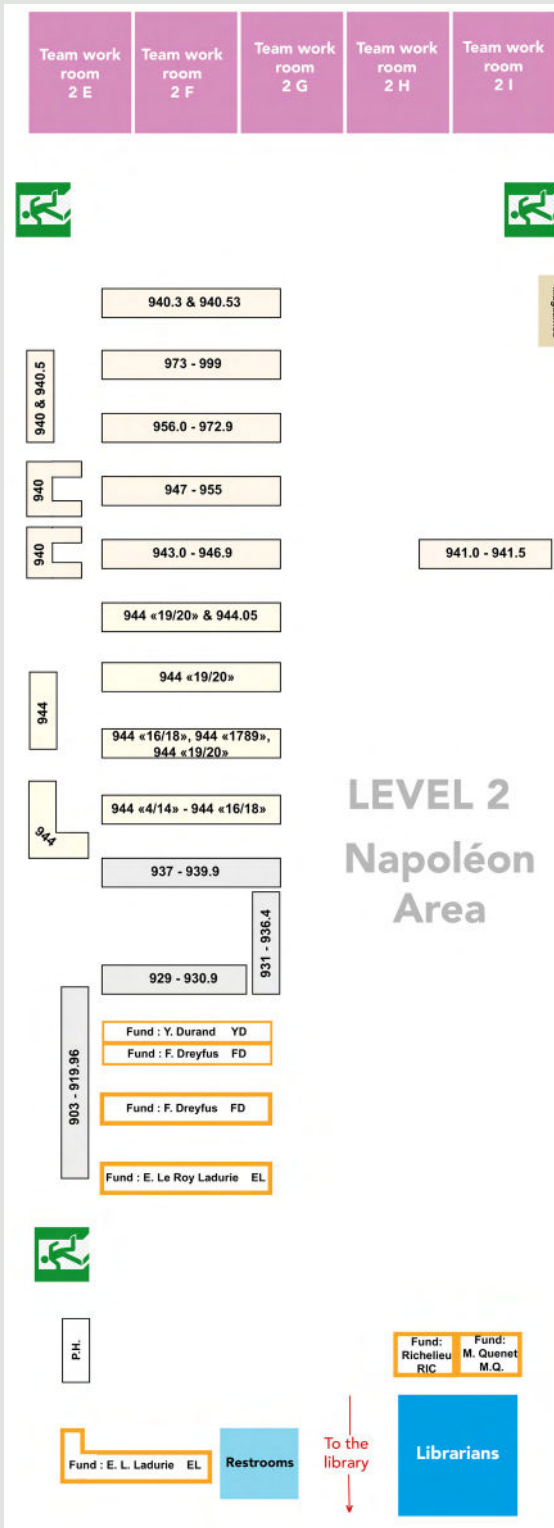 Team work
room
2 E
Team work
room
2 F
Team work
room
2 G
Team work
room
2 H
Team work
room
2 I
940.3 & 940.53
973 - 999
940 & 940.5
956.0 - 972.9
940
947 - 955
940
943.0 - 946.9
941.0 - 941.5
944 «19/20» & 944.05
944 «19/20»
944
944 «16/18», 944 «1789»,
944 «19/20»
944 «4/14» - 944 «16/18»
944
LEVEL 2
Napoléon
Area
937 - 939.9
931 - 936.4
929 - 930.9
903 - 919.96
Fund : Y. Durand YD
Fund : F. Dreyfus FD
Fund : F. Dreyfus FD
Fund : E. Le Roy Ladurie EL
P.H.
Fund:
Richelieu
RIC
Fund:
M. Quenet
M.Q.
Fund : E. L. Ladurie EL
Restrooms
To the
library
Librarians